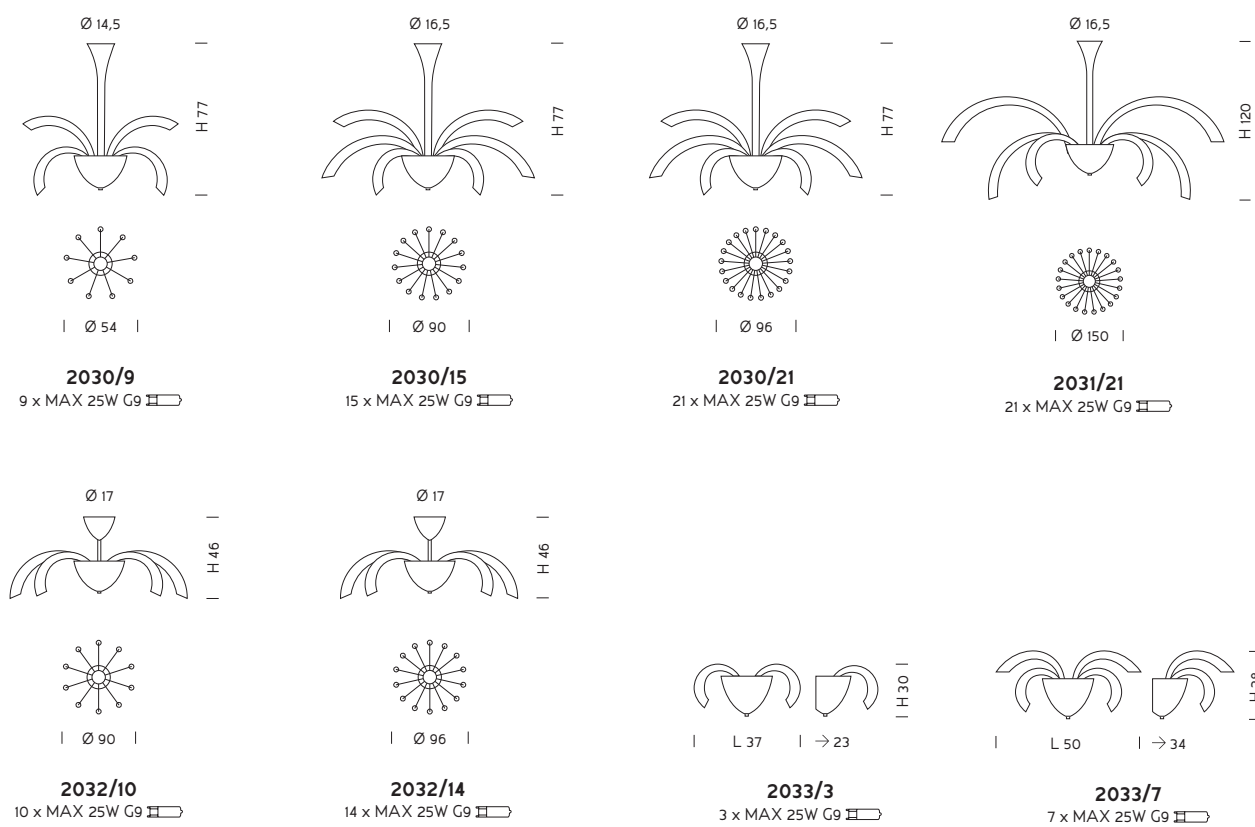 Ø 14,5
H 77
Ø 54
2030/9
9 x MAX 25W G9
Ø 16,5
H 77
Ø 90
2030/15
15 x MAX 25W G9
Ø 16,5
H 77
Ø 96
2030/21
21 x MAX 25W G9
Ø 16,5
H 120
Ø 150
2031/21
21 x MAX 25W G9
Ø 17
H 46
Ø 90
2032/10
10 x MAX 25W G9
Ø 17
H 46
Ø 96
2032/14
14 x MAX 25W G9
H 30
L 37
→ 23
2033/3
3 x MAX 25W G9
L 50
→ 34
2033/7
7 x MAX 25W G9